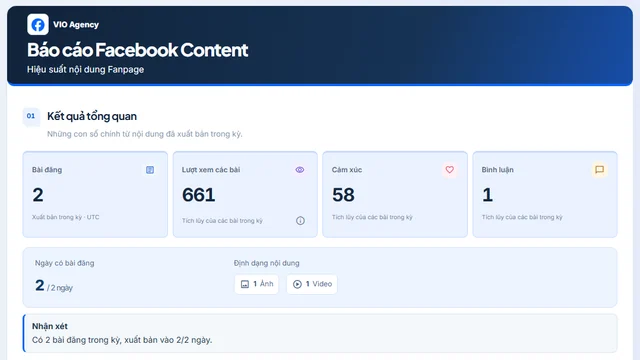 VIO Agency
Báo cáo Facebook Content
Hiệu suất nội dung Fanpage
01 Kết quả tổng quan
Những con số chính từ nội dung đã xuất bản trong kỳ.
Bài đăng
2
Xuất bản trong kỳ · UTC
Lượt xem các bài
661
Tích lũy của các bài trong kỳ
Cảm xúc
58
Tích lũy của các bài trong kỳ
Bình luận
1
Tích lũy của các bài trong kỳ
Ngày có bài đăng
2 / 2 ngày
Định dạng nội dung
1 Ảnh
1 Video
Nhận xét
Có 2 bài đăng trong kỳ, xuất bản vào 2/2 ngày.